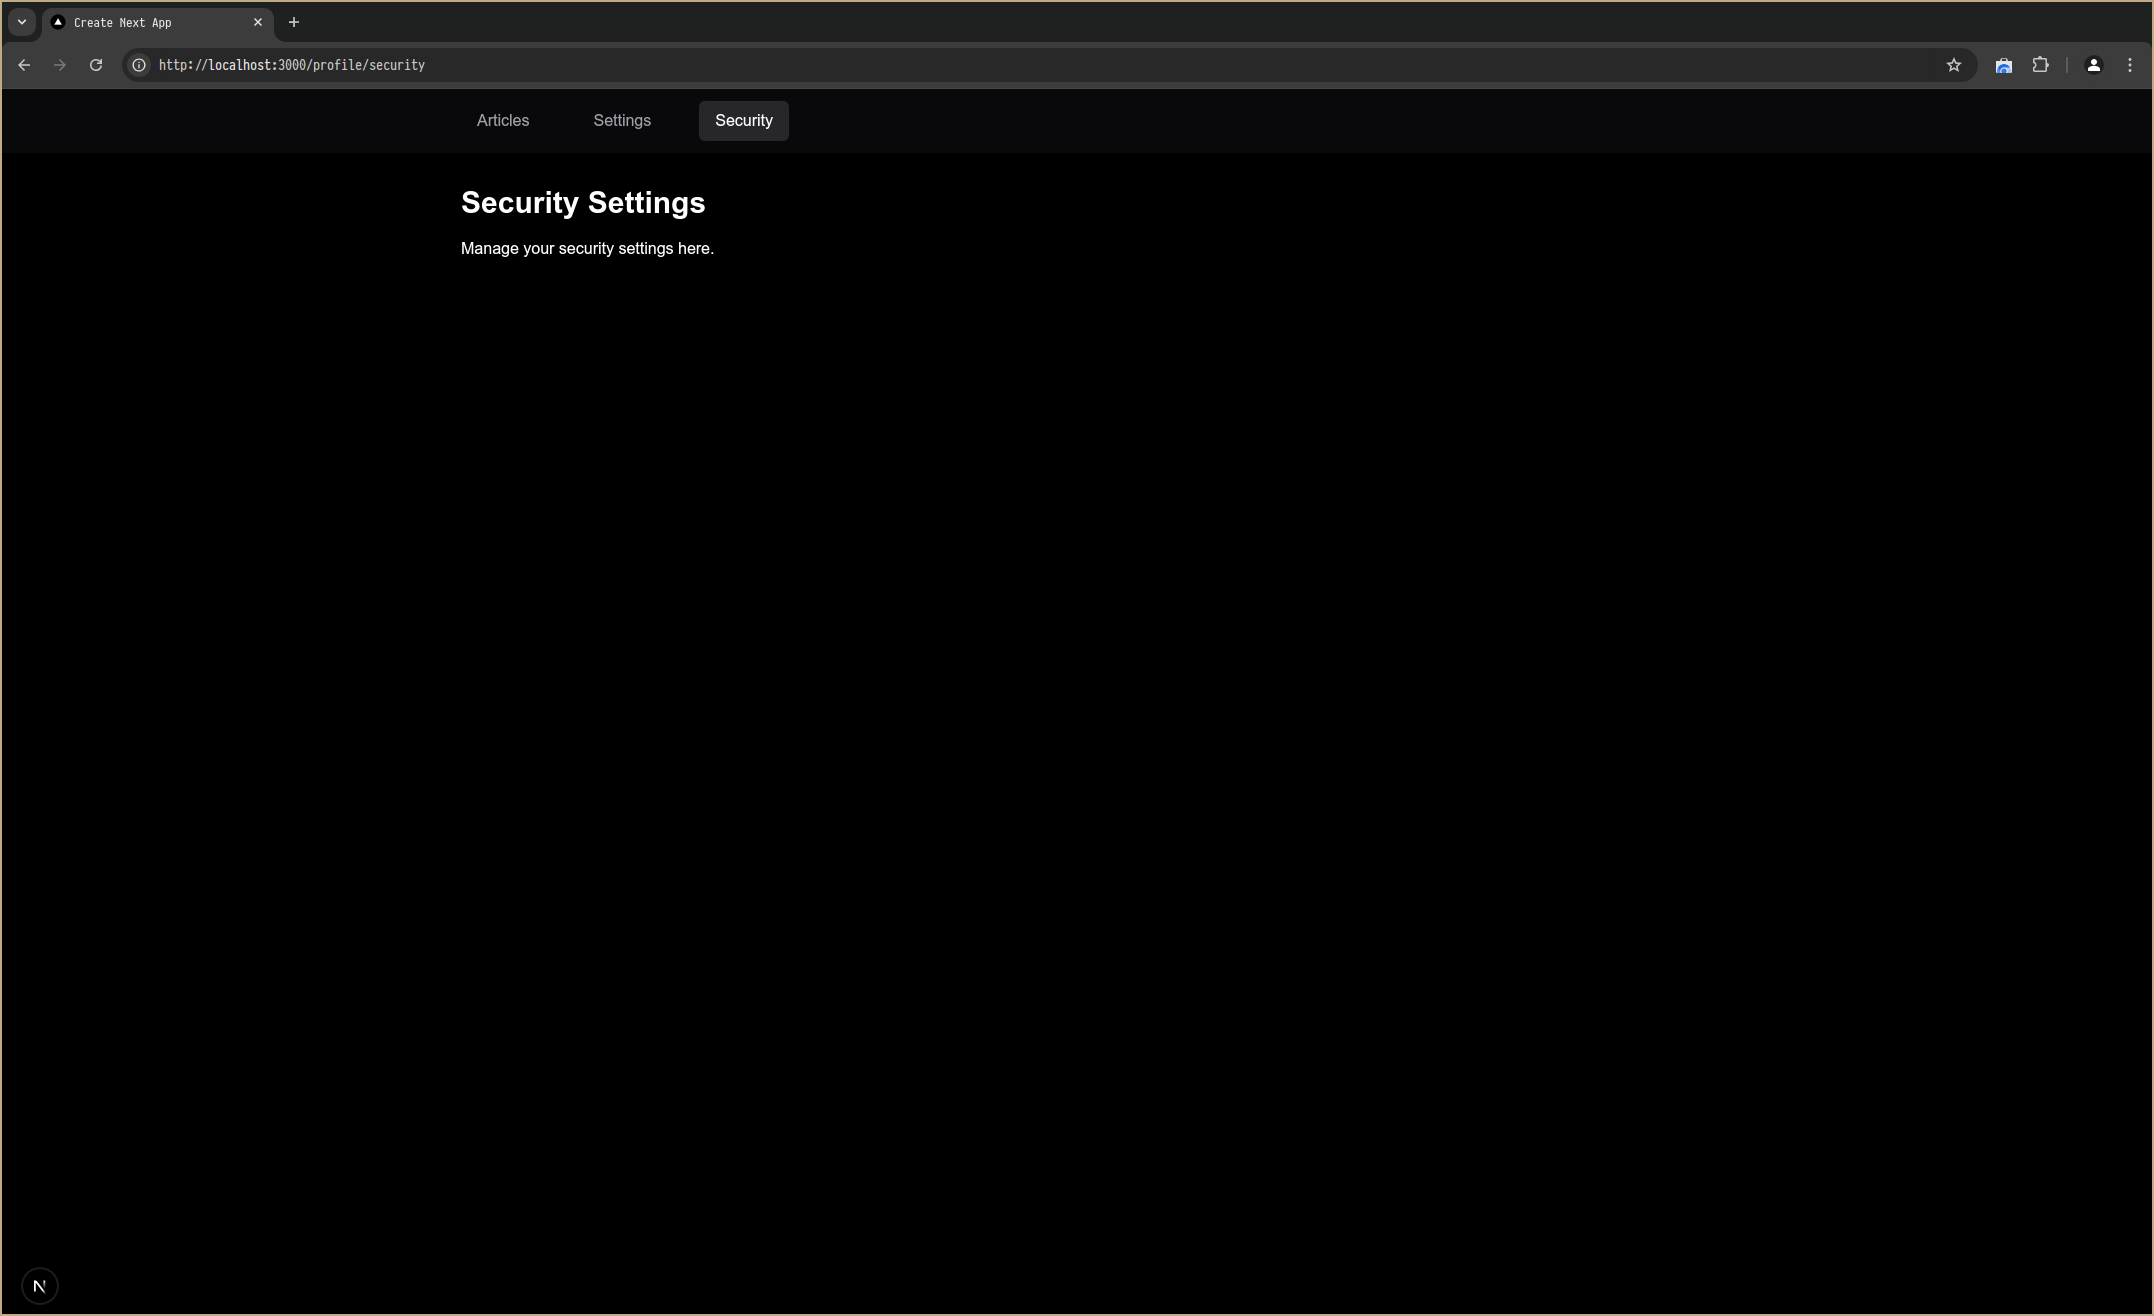 Create Next App
http://localhost:3000/profile/security
Articles Settings Security
Security Settings
Manage your security settings here.
N